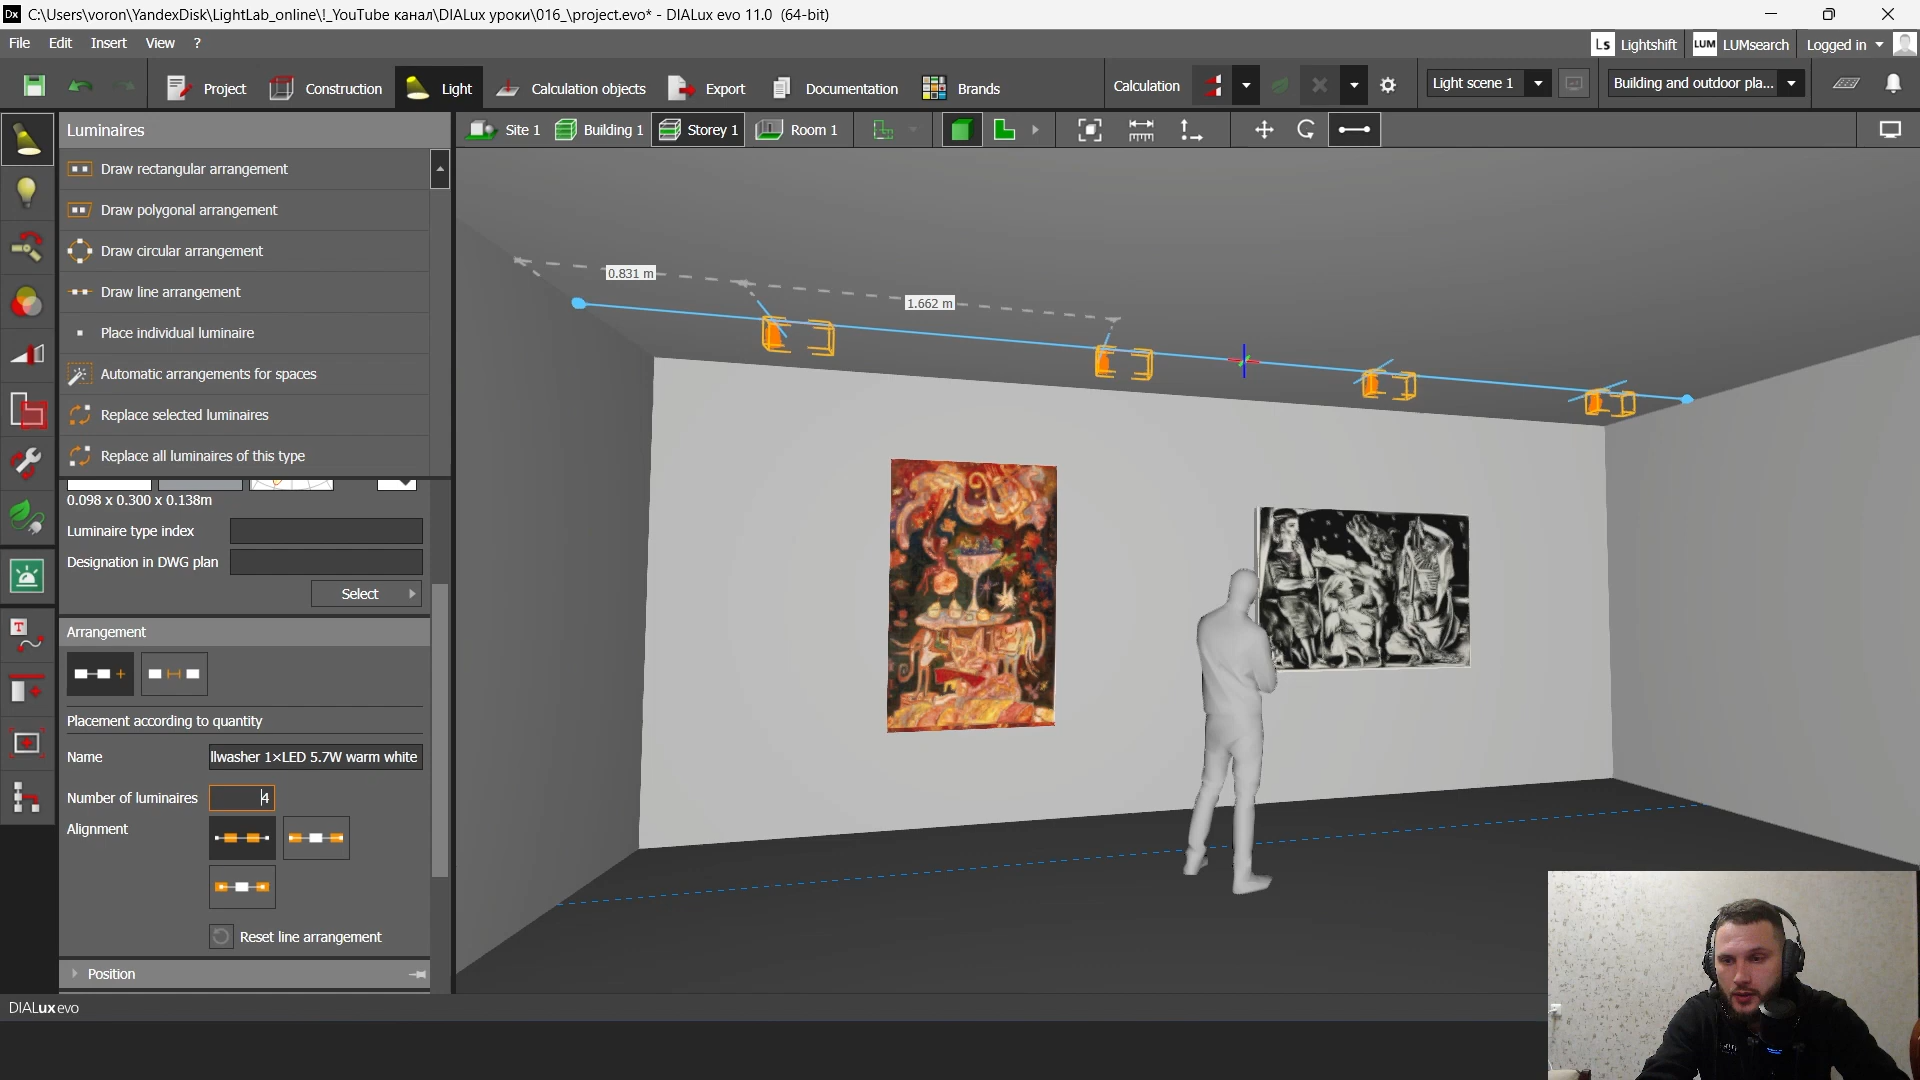 C:\Users\voron\YandexDisk\LightLab_online\!_YouTube канал\DIALux уроки\016_\project.evo* - DIALux evo 11.0 (64-bit)
File Edit Insert View ?
Ls Lightshift LUM LUMsearch Logged in
Project Construction Light Calculation objects Export Documentation Brands Calculation Light scene 1 Building and outdoor pla...
Luminaires
Site 1 Building 1 Storey 1 Room 1
Draw rectangular arrangement
Draw polygonal arrangement
Draw circular arrangement
Draw line arrangement
Place individual luminaire
Automatic arrangements for spaces
Replace selected luminaires
Replace all luminaires of this type
0.098 x 0.300 x 0.138m
Luminaire type index
Designation in DWG plan
Select
Arrangement
Placement according to quantity
Name llwasher 1×LED 5.7W warm white
Number of luminaires 4
Alignment
Reset line arrangement
Position
0.831 m
1.662 m
DIALux evo